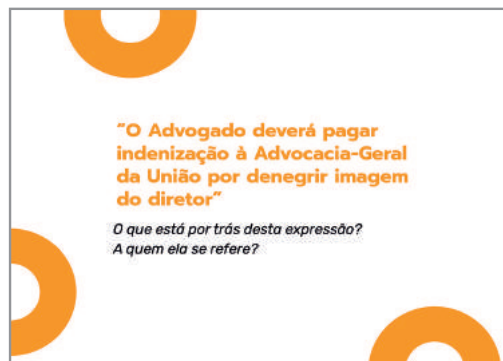 "O Advogado deverá pagar
indenização à Advocacia-Geral
da União por denegrir imagem
do diretor"
O que está por trás desta expressão?
A quem ela se refere?